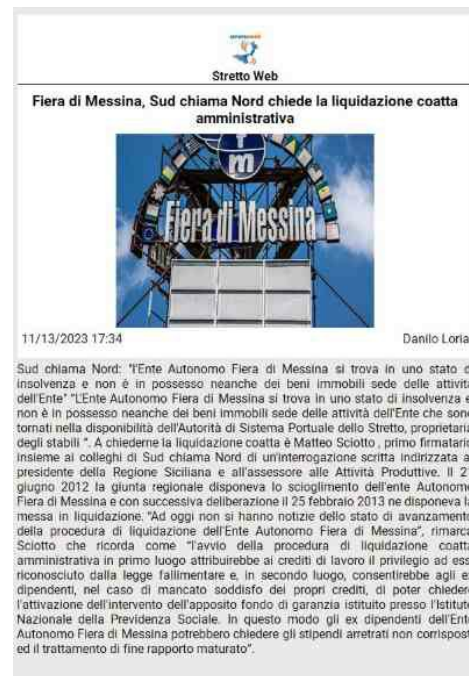 Stretto Web
Fiera di Messina, Sud chiama Nord chiede la liquidazione coatta
amministrativa
Fiera di Messina
11/13/2023 17:34
Danilo Loria
Sud chiama Nord: "l'Ente Autonomo Fiera di Messina si trova in uno stato d
insolvenza e non è in possesso neanche dei beni immobili sede delle attività
dell'Ente" "L'Ente Autonomo Fiera di Messina si trova in uno stato di insolvenza e
non è in possesso neanche dei beni immobili sede delle attività dell'Ente che sono
tornati nella disponibilità dell'Autorità di Sistema Portuale dello Stretto, proprietaria
degli stabili ". A chiederne la liquidazione coatta è Matteo Sciotto , primo firmatario
insieme ai colleghi di Sud chiama Nord di un'interrogazione scritta indirizzata a
presidente della Regione Siciliana e all'assessore alle Attività Produttive. Il 2
giugno 2012 la giunta regionale disponeva lo scioglimento dell'ente Autonomo
Fiera di Messina e con successiva deliberazione il 25 febbraio 2013 ne disponeva la
messa in liquidazione. "Ad oggi non si hanno notizie dello stato di avanzamento
della procedura di liquidazione dell'Ente Autonomo Fiera di Messina", rimarca
Sciotto che ricorda come "l'avvio della procedura di liquidazione coatta
amministrativa in primo luogo attribuirebbe ai crediti di lavoro il privilegio ad essi
riconosciuto dalla legge fallimentare e, in secondo luogo, consentirebbe agli ex
dipendenti, nel caso di mancato soddisfo dei propri crediti, di poter chiedere
l'attivazione dell'intervento dell'apposito fondo di garanzia istituito presso l'Istituto
Nazionale della Previdenza Sociale. In questo modo gli ex dipendenti dell'Ente
Autonomo Fiera di Messina potrebbero chiedere gli stipendi arretrati non corrispost
ed il trattamento di fine rapporto maturato".